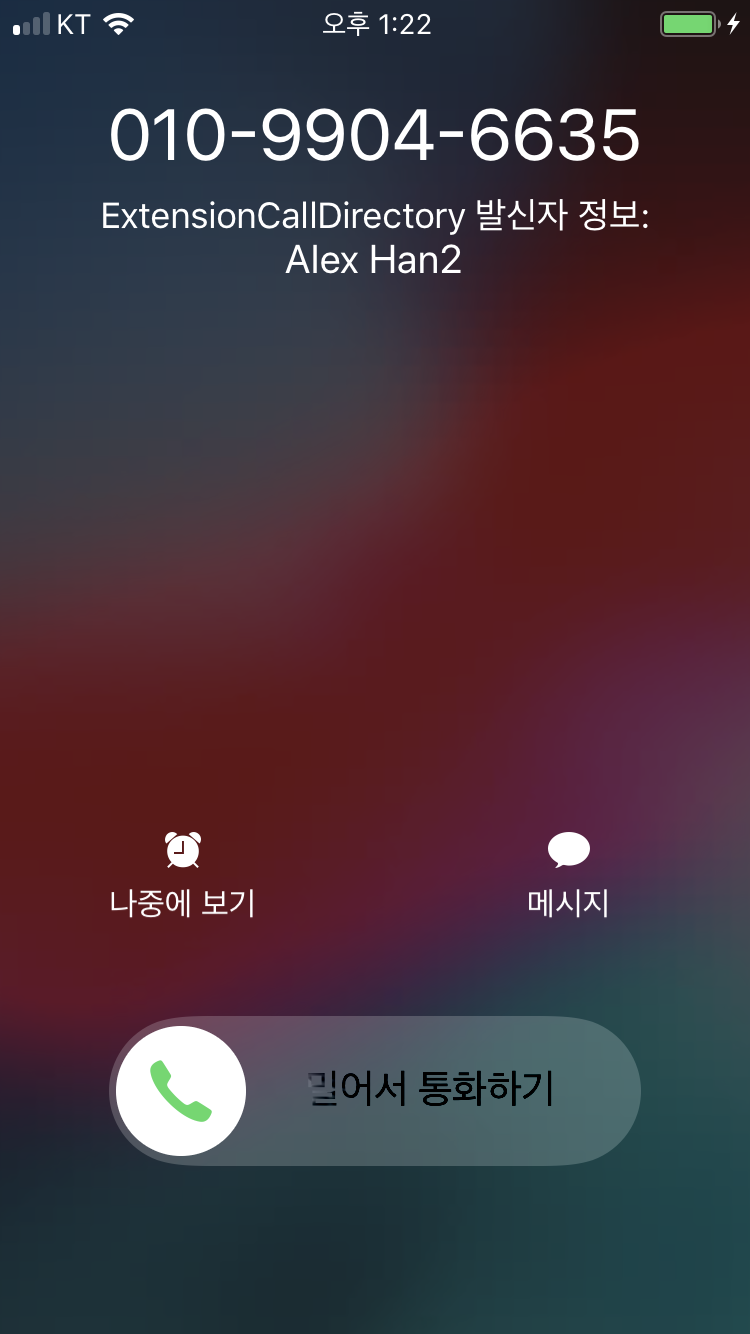 KT 오후 1:22
010-9904-6635
ExtensionCallDirectory 발신자 정보:
Alex Han2
나중에 보기 메시지
밀어서 통화하기